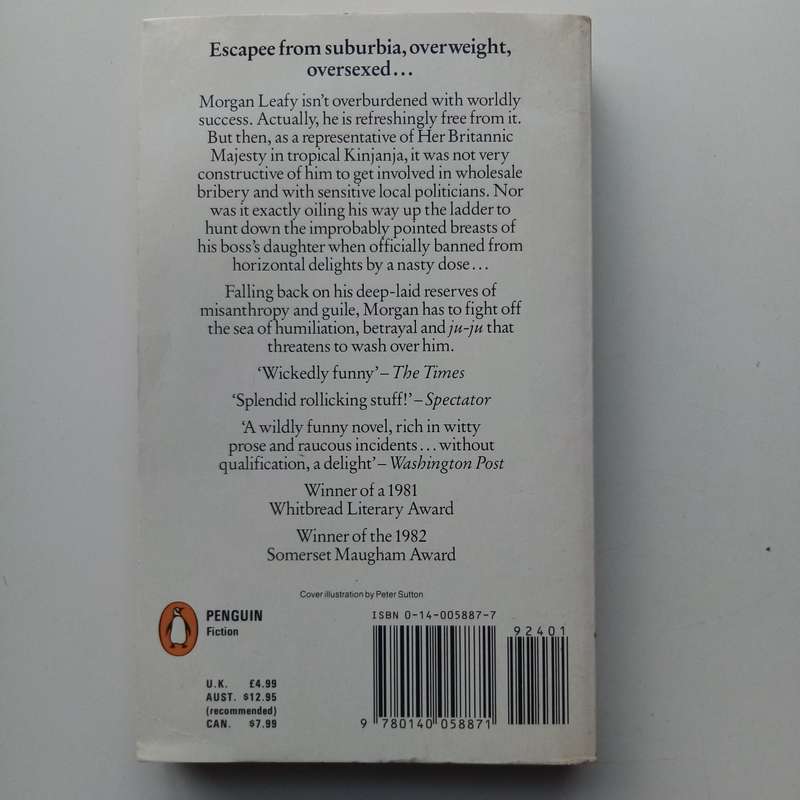 Escapee from suburbia, overweight,
oversexed...
Morgan Leafy isn't overburdened with worldly
success. Actually, he is refreshingly free from it.
But then, as a representative of Her Britannic
Majesty in tropical Kinjanja, it was not very
constructive of him to get involved in wholesale
bribery and with sensitive local politicians. Nor
was it exactly oiling his way up the ladder to
hunt down the improbably pointed breasts of
his boss's daughter when officially banned from
horizontal delights by a nasty dose...
Falling back on his deep-laid reserves of
misanthropy and guile, Morgan has to fight off
the sea of humiliation, betrayal and ju-ju that
threatens to wash over him.
'Wickedly funny' – The Times
'Splendid rollicking stuff!' – Spectator
'A wildly funny novel, rich in witty
prose and raucous incidents... without
qualification, a delight' – Washington Post
Winner of a 1981
Whitbread Literary Award
Winner of the 1982
Somerset Maugham Award
Cover illustration by Peter Sutton
PENGUIN
Fiction
U.K. £4.99
AUST. $12.95
(recommended)
CAN. $7.99
ISBN 0-14-005887-7
92401
9 780140 058871